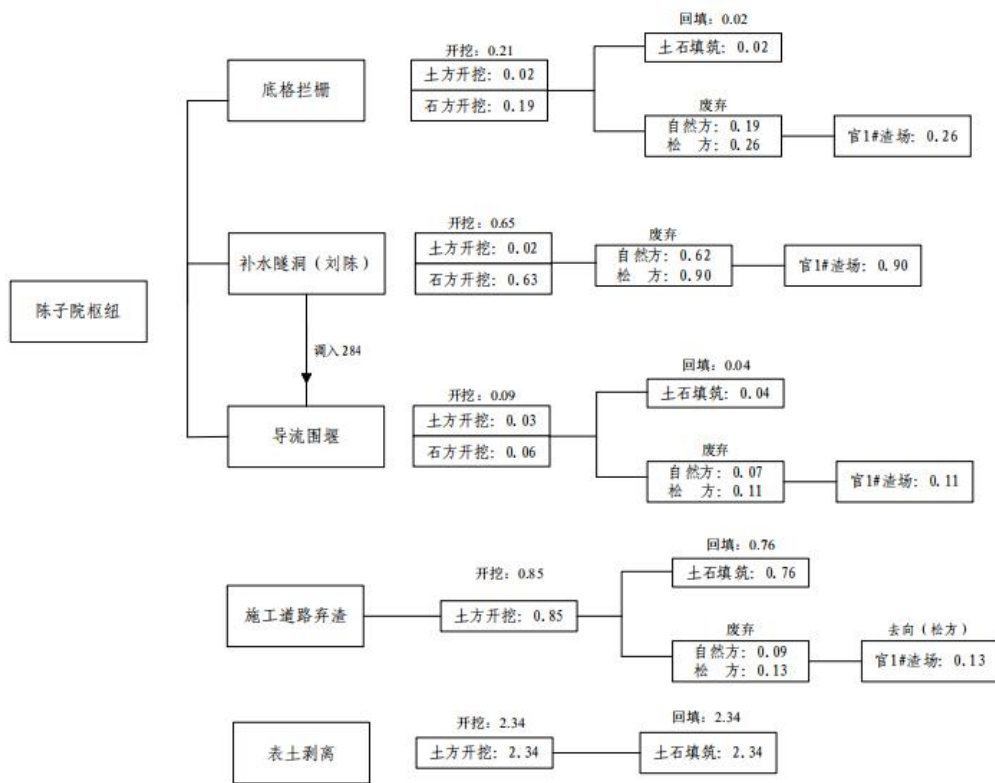 回填：0.02
开挖：0.21
土石填筑：0.02
底格拦栅
土方开挖：0.02
石方开挖：0.19
废弃
自然方：0.19
松 方：0.26
官1#渣场：0.26
开挖：0.65
废弃
补水隧洞（刘陈）
土方开挖：0.02
石方开挖：0.63
自然方：0.62
松 方：0.90
官1#渣场：0.90
陈子院枢纽
调入284
回填：0.04
开挖：0.09
土石填筑：0.04
导流围堰
土方开挖：0.03
石方开挖：0.06
废弃
自然方：0.07
松 方：0.11
官1#渣场：0.11
回填：0.76
开挖：0.85
土石填筑：0.76
施工道路弃渣
土方开挖：0.85
废弃
去向（松方）
自然方：0.09
松 方：0.13
官1#渣场：0.13
开挖：2.34
回填：2.34
表土剥离
土方开挖：2.34
土石填筑：2.34